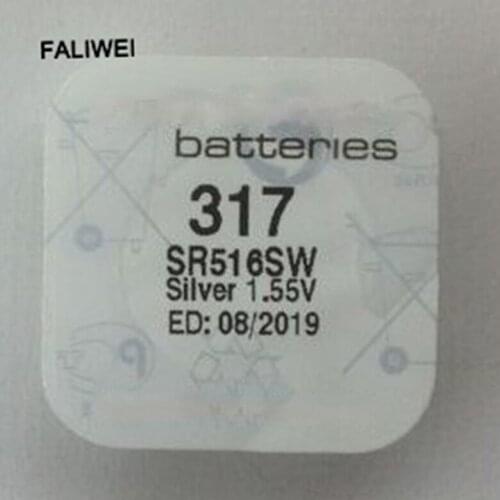 FALIWEI
batteries
317
SR516SW
Silver 1.55V
ED: 08/2019